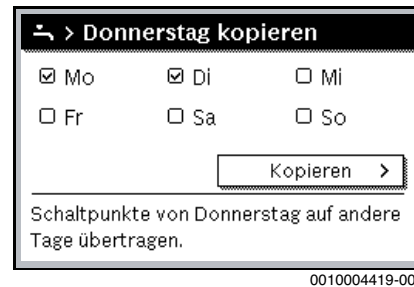 > Donnerstag kopieren
☑ Mo ☑ Di ☐ Mi
☐ Fr ☐ Sa ☐ So
Kopieren >
Schaltpunkte von Donnerstag auf andere
Tage übertragen.
0010004419-00